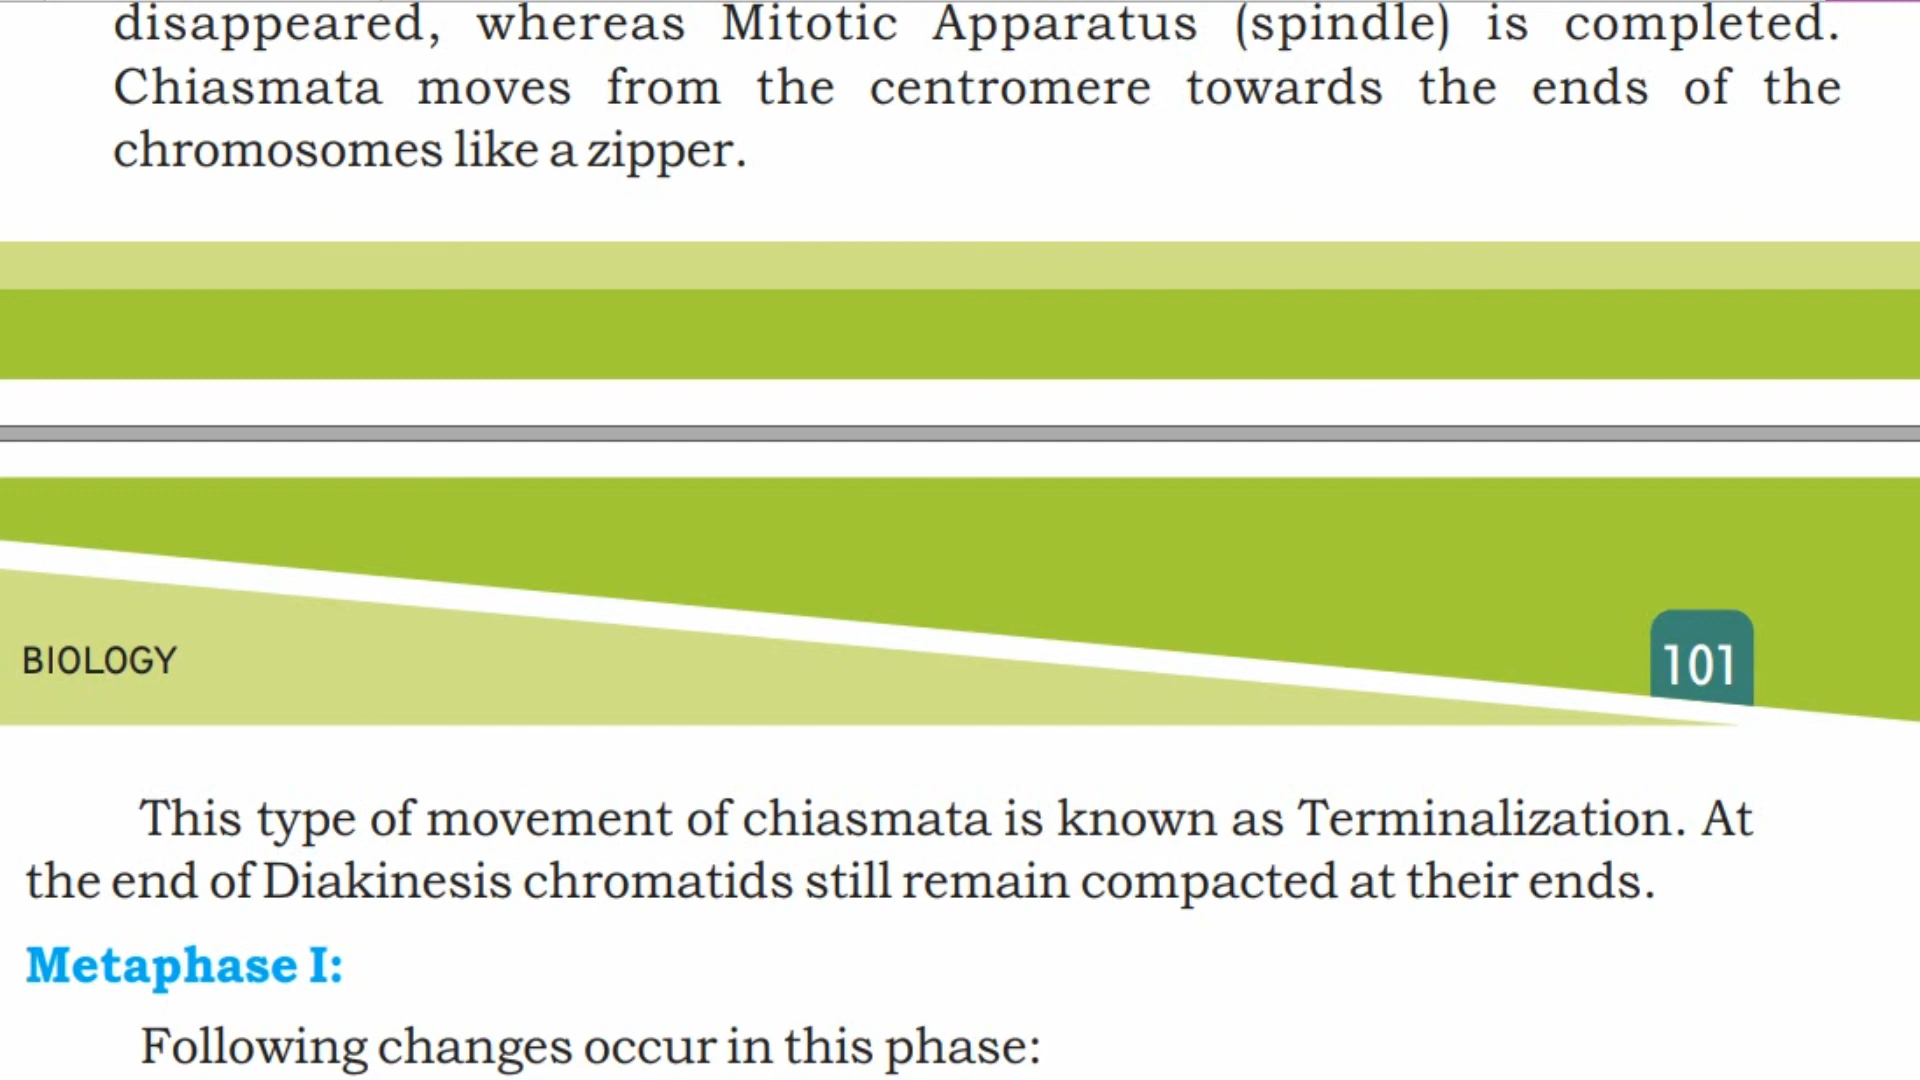 disappeared, whereas Mitotic Apparatus (spindle) is completed.
Chiasmata moves from the centromere towards the ends of the
chromosomes like a zipper.
BIOLOGY
101
This type of movement of chiasmata is known as Terminalization. At
the end of Diakinesis chromatids still remain compacted at their ends.
Metaphase I:
Following changes occur in this phase: